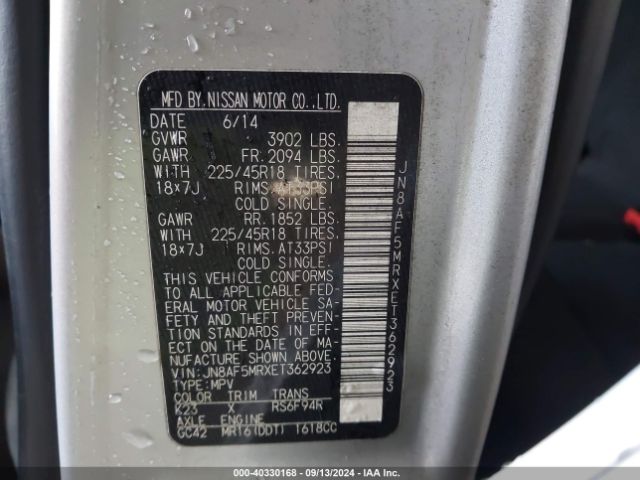 MFD BY. NISSAN MOTOR CO.,LTD.
DATE 6/14
GVWR 3902 LBS.
GAWR FR. 2094 LBS.
WITH 225/45R18 TIRES.
18x7J RIMS. AT33PSI
COLD SINGLE.
GAWR RR. 1852 LBS.
WITH 225/45R18 TIRES.
18x7J RIMS. AT33PSI
COLD SINGLE.
THIS VEHICLE CONFORMS
TO ALL APPLICABLE FED-
ERAL MOTOR VEHICLE SA-
FETY AND THEFT PREVEN-
TION STANDARDS IN EFF-
ECT ON THE DATE OF MA-
NUFACTURE SHOWN ABOVE.
VIN: JN8AF5MRXET362923
TYPE: MPV
COLOR TRIM TRANS
K23 X RS6F94R
AXLE ENGINE
GC42 MR16(DDT) 1618CC
JN8AF5MRXET362923
000-40330168 - 09/13/2024 - IAA Inc.